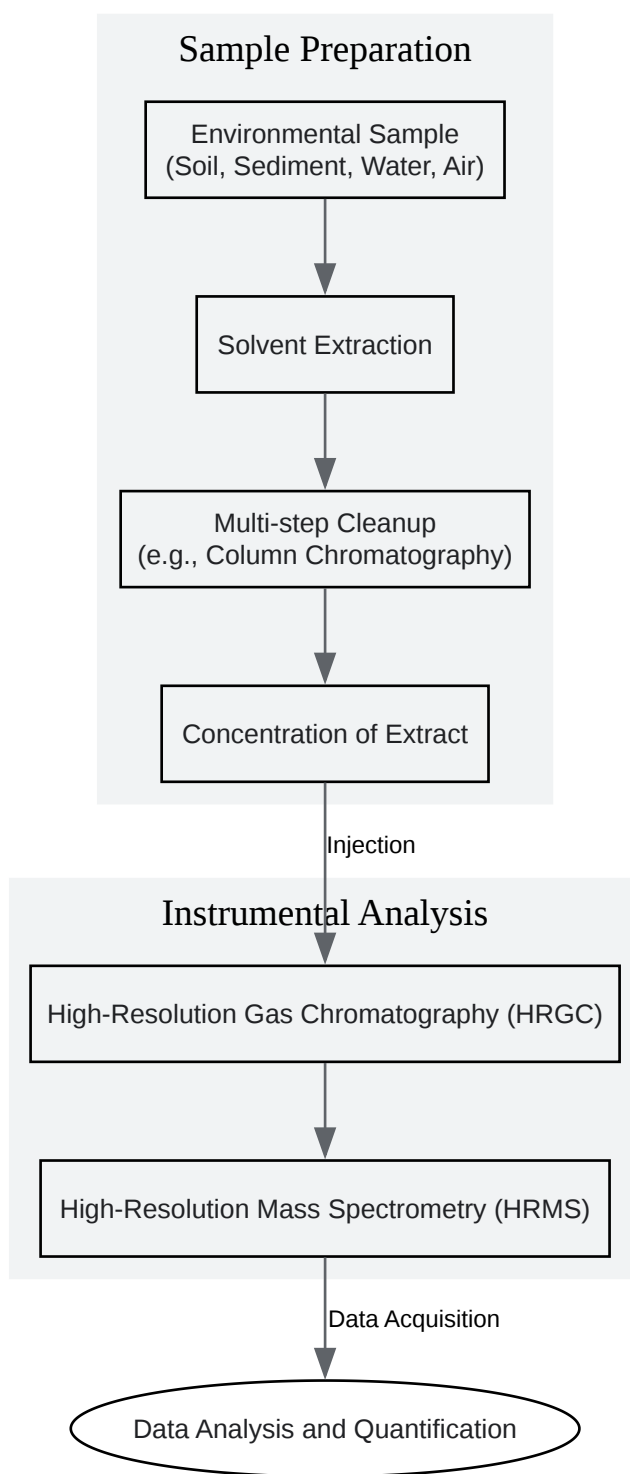 Sample Preparation
Environmental Sample
(Soil, Sediment, Water, Air)
Solvent Extraction
Multi-step Cleanup
(e.g., Column Chromatography)
Concentration of Extract
Injection
Instrumental Analysis
High-Resolution Gas Chromatography (HRGC)
High-Resolution Mass Spectrometry (HRMS)
Data Acquisition
Data Analysis and Quantification